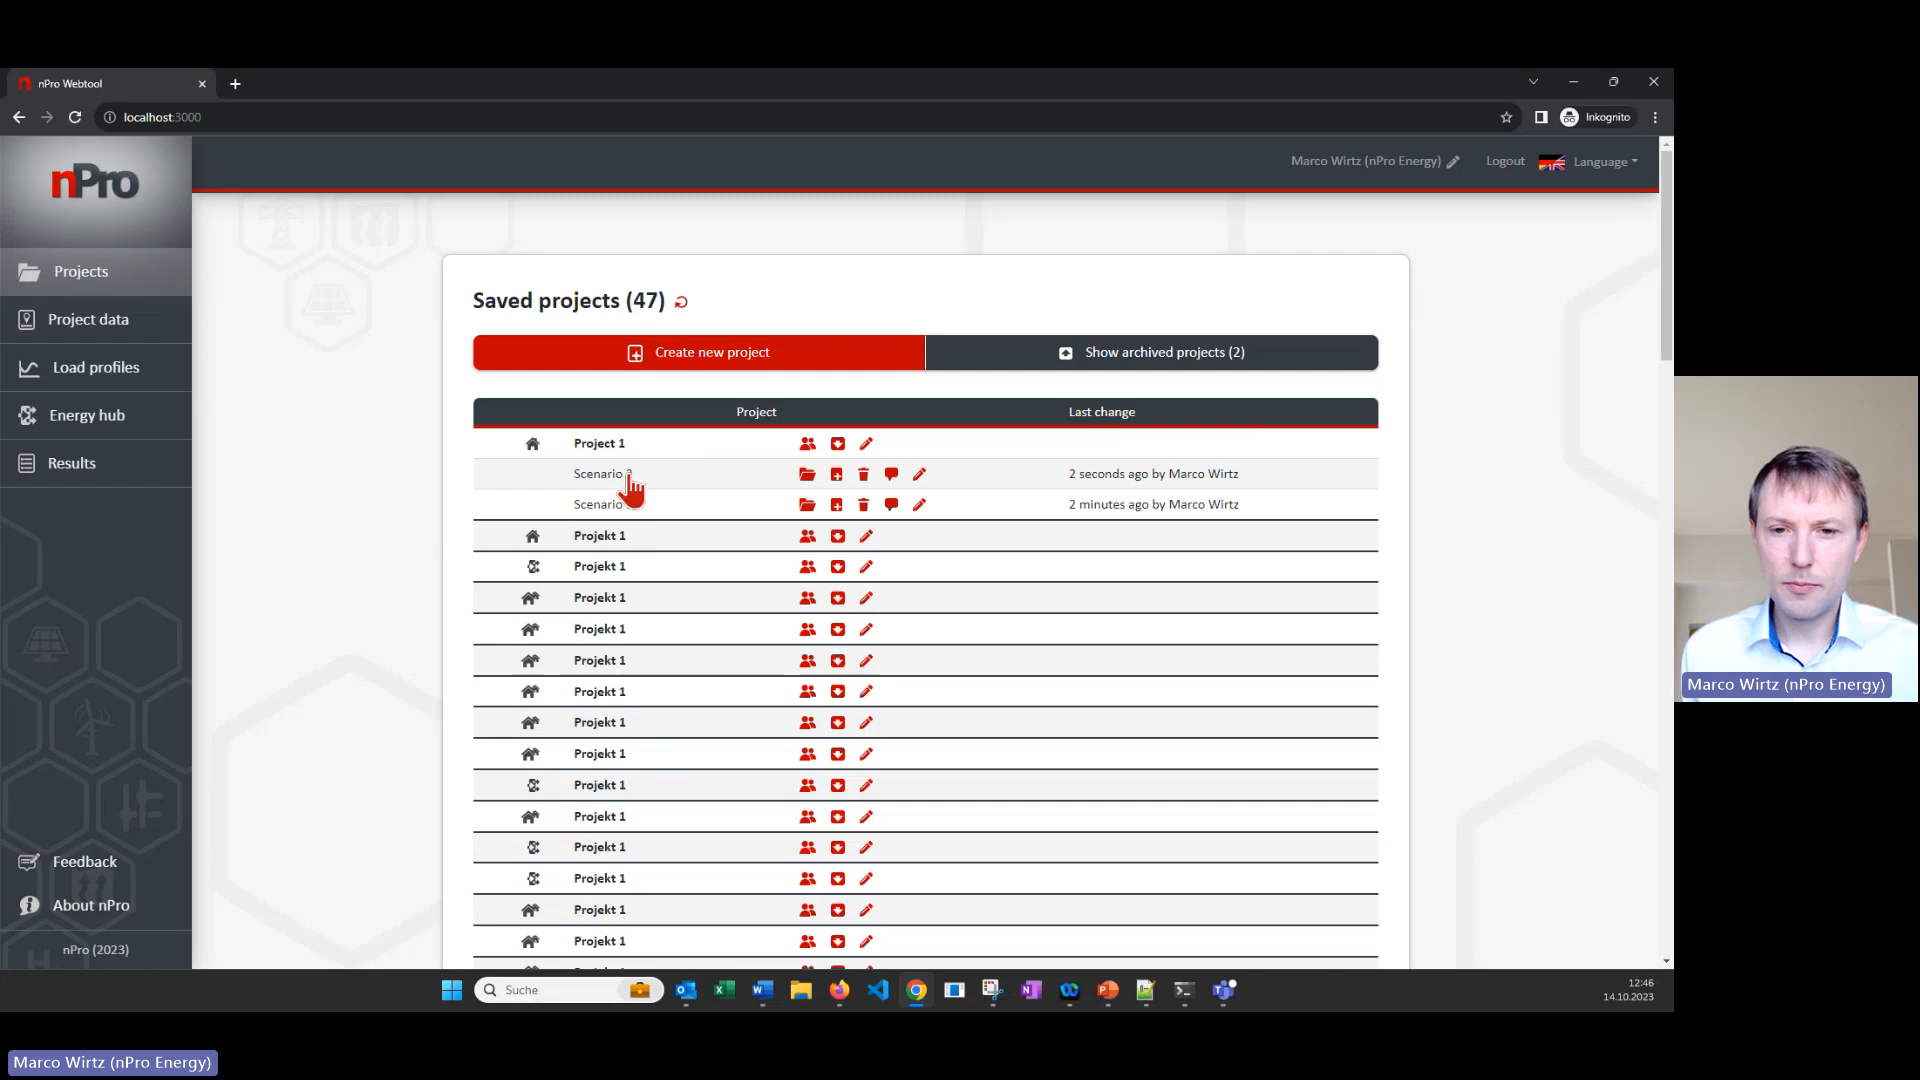 nPro Webtool
localhost:3000
Inkognito
nPro
Marco Wirtz (nPro Energy)
Logout
Language
Projects
Project data
Load profiles
Energy hub
Results
Feedback
About nPro
nPro (2023)
Saved projects (47)
Create new project
Show archived projects (2)
Project
Last change
Project 1
Scenario
2 seconds ago by Marco Wirtz
Scenario
2 minutes ago by Marco Wirtz
Projekt 1
Projekt 1
Projekt 1
Projekt 1
Projekt 1
Projekt 1
Projekt 1
Projekt 1
Projekt 1
Projekt 1
Projekt 1
Projekt 1
Projekt 1
Projekt 1
Suche
12:46
14.10.2023
Marco Wirtz (nPro Energy)
Marco Wirtz (nPro Energy)